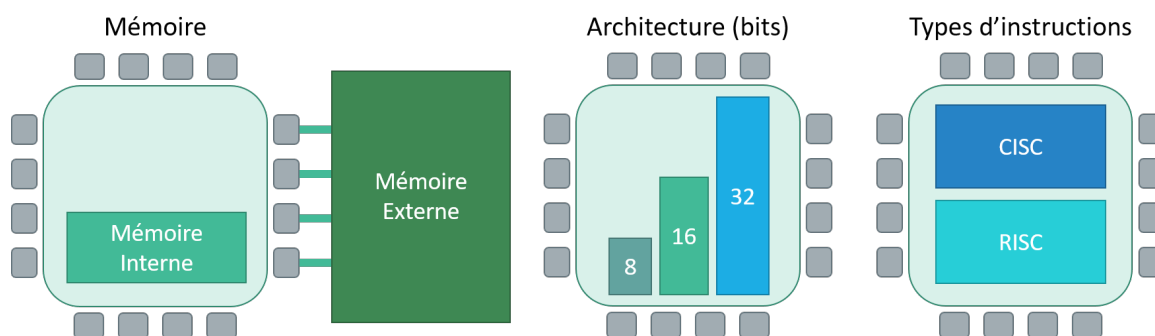 Mémoire
Mémoire
Interne
Mémoire
Externe
Architecture (bits)
8
16
32
Types d'instructions
CISC
RISC